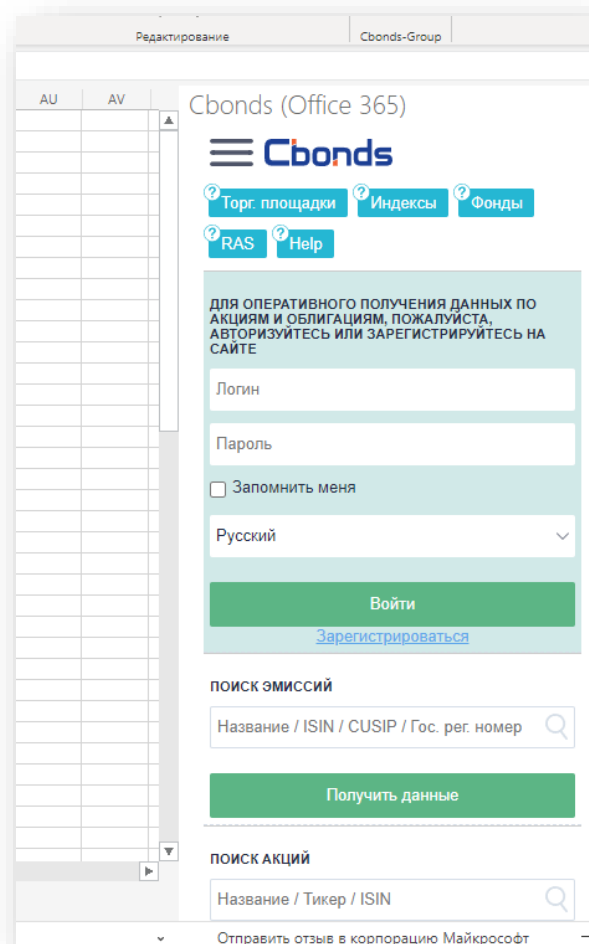 Редактирование
Cbonds-Group
AU
AV
Cbonds (Office 365)
Cbonds
? Торг. площадки
? Индексы
? Фонды
? RAS
? Help
ДЛЯ ОПЕРАТИВНОГО ПОЛУЧЕНИЯ ДАННЫХ ПО
АКЦИЯМ И ОБЛИГАЦИЯМ, ПОЖАЛУЙСТА,
АВТОРИЗУЙТЕСЬ ИЛИ ЗАРЕГИСТРИРУЙТЕСЬ НА
САЙТЕ
Логин
Пароль
Запомнить меня
Русский
Войти
Зарегистрироваться
ПОИСК ЭМИССИЙ
Название / ISIN / CUSIP / Гос. рег. номер
Получить данные
ПОИСК АКЦИЙ
Название / Тикер / ISIN
Отправить отзыв в корпорацию Майкрософт